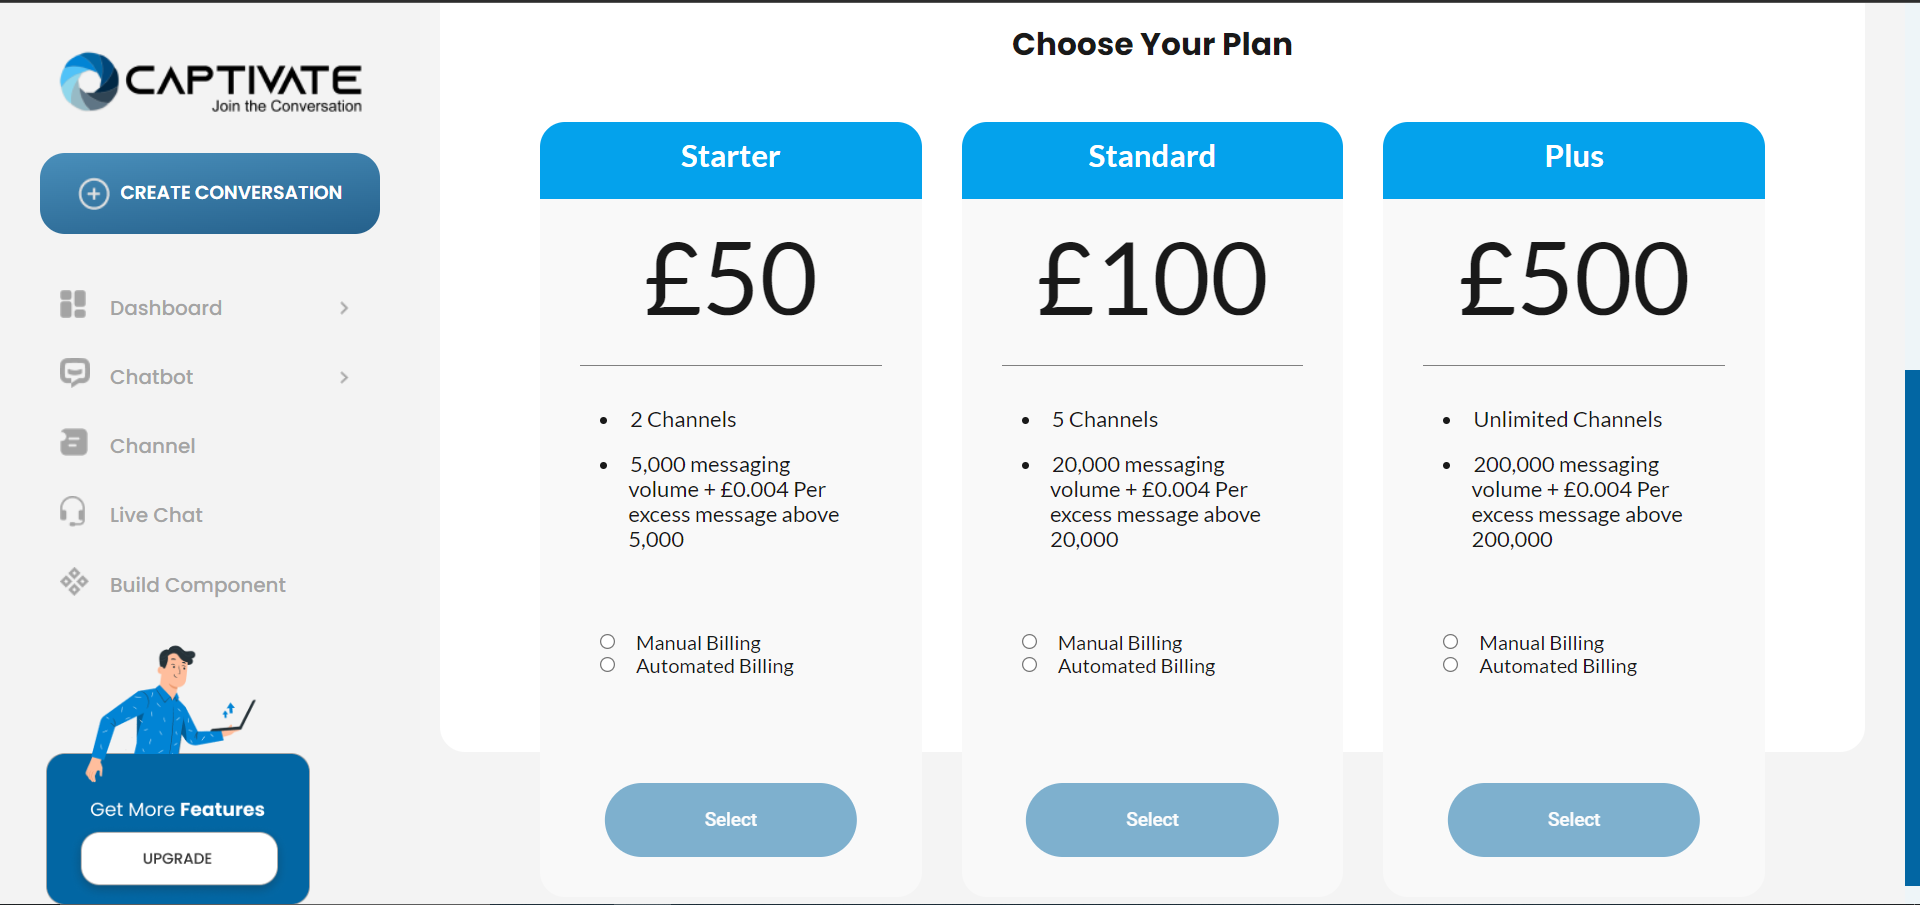 CAPTIVATE
Join the Conversation
CREATE CONVERSATION
Dashboard
Chatbot
Channel
Live Chat
Build Component
Get More Features
UPGRADE
Choose Your Plan
Starter
£50
2 Channels
5,000 messaging
volume + £0.004 Per
excess message above
5,000
Manual Billing
Automated Billing
Select
Standard
£100
5 Channels
20,000 messaging
volume + £0.004 Per
excess message above
20,000
Manual Billing
Automated Billing
Select
Plus
£500
Unlimited Channels
200,000 messaging
volume + £0.004 Per
excess message above
200,000
Manual Billing
Automated Billing
Select